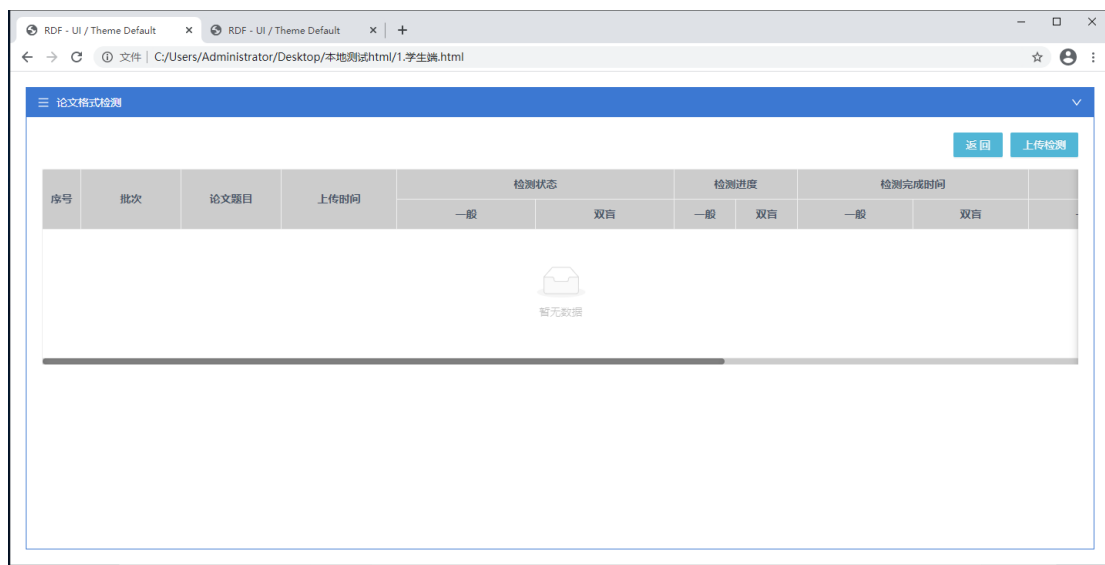 RDF - UI / Theme Default
RDF - UI / Theme Default
文件 C:/Users/Administrator/Desktop/本地测试html/1.学生端.html
论文格式检测
返 回 上传检测
序号 批次 论文题目 上传时间 检测状态 检测进度 检测完成时间
一般 双盲 一般 双盲 一般 双盲
暂无数据